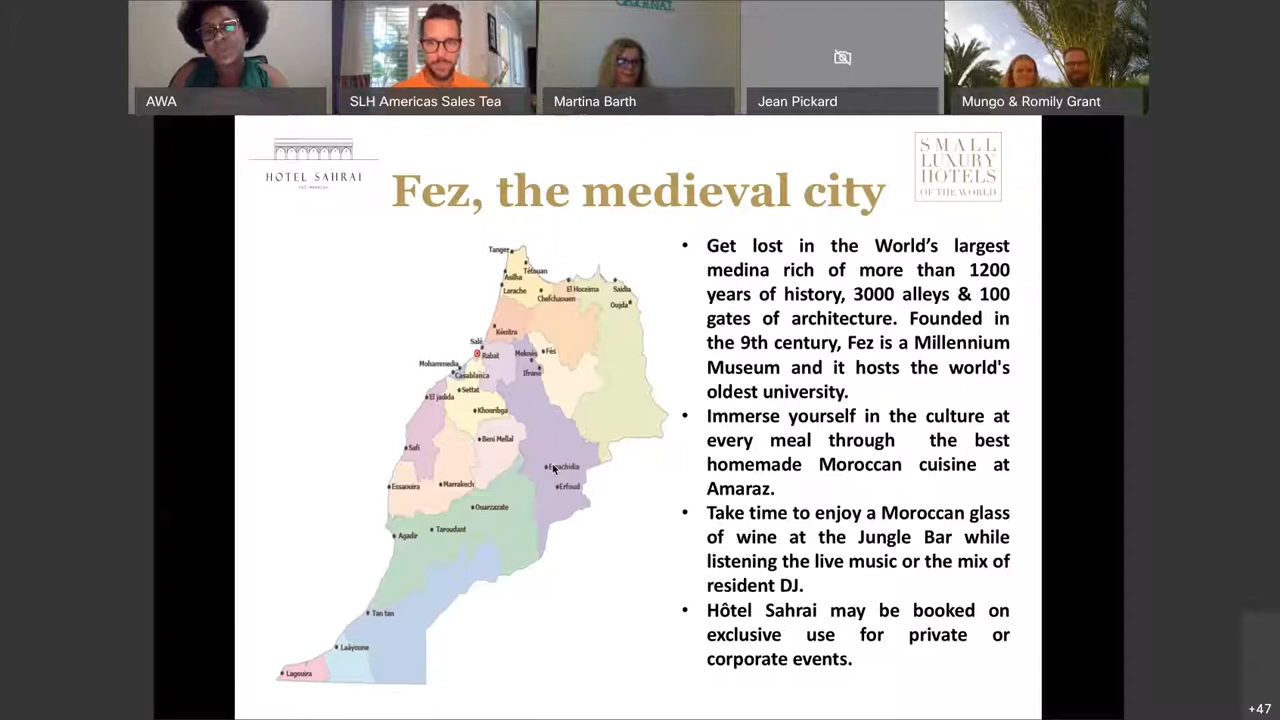 ORIGINAL
AWA
SLH Americas Sales Tea
Martina Barth
Jean Pickard
Mungo & Romily Grant
HOTEL SAHRAI
SMALL
LUXURY
HOTELS
OF THE WORLD
Fez, the medieval city
Tanger
Tétouan
Asilha
Larache
Chefchaouen
El Hoceima
Saidia
Oujda
Kénitra
Salé
Rabat
Meknès
Fès
Mohammedia
Casablanca
Ifrane
Settat
El jadida
Khouribga
Beni Mellal
Safi
Errachidia
Essaouira
Marrakech
Erfoud
Ouarzazate
Agadir
Taroudant
Tan tan
Laâyoune
Lagouira
• Get lost in the World’s largest
medina rich of more than 1200
years of history, 3000 alleys & 100
gates of architecture. Founded in
the 9th century, Fez is a Millennium
Museum and it hosts the world's
oldest university.
• Immerse yourself in the culture at
every meal through the best
homemade Moroccan cuisine at
Amaraz.
• Take time to enjoy a Moroccan glass
of wine at the Jungle Bar while
listening the live music or the mix of
resident DJ.
• Hôtel Sahrai may be booked on
exclusive use for private or
corporate events.
+47